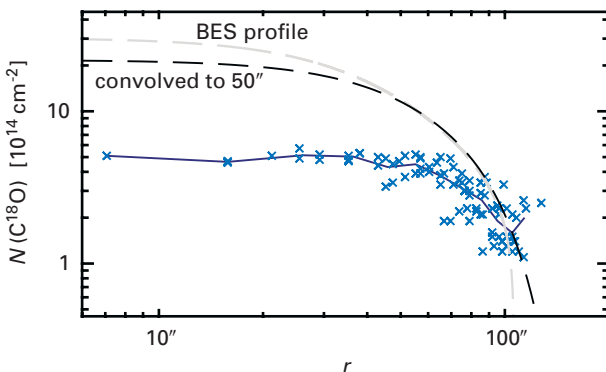 BES profile
convolved to 50″
N (C¹⁸O) [10¹⁴ cm⁻²]
10
1
10″
100″
r